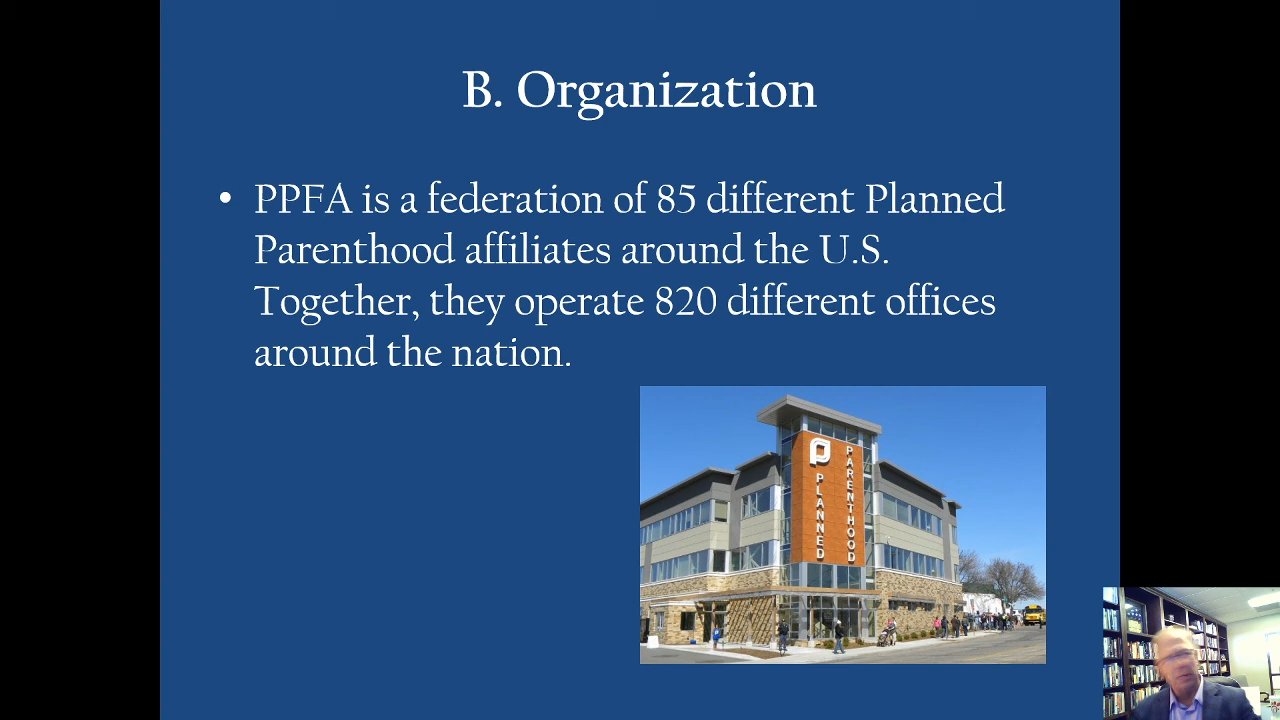 B. Organization
• PPFA is a federation of 85 different Planned
Parenthood affiliates around the U.S.
Together, they operate 820 different offices
around the nation.
PLANNED
PARENTHOOD